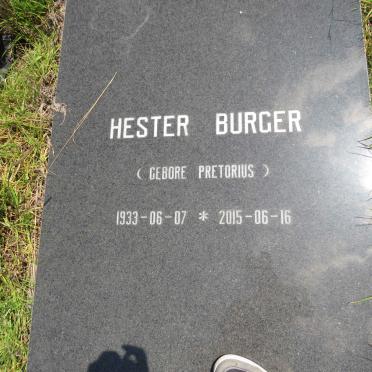 HESTER BURGER
( GEBORE PRETORIUS )
1933-06-07 * 2015-06-16